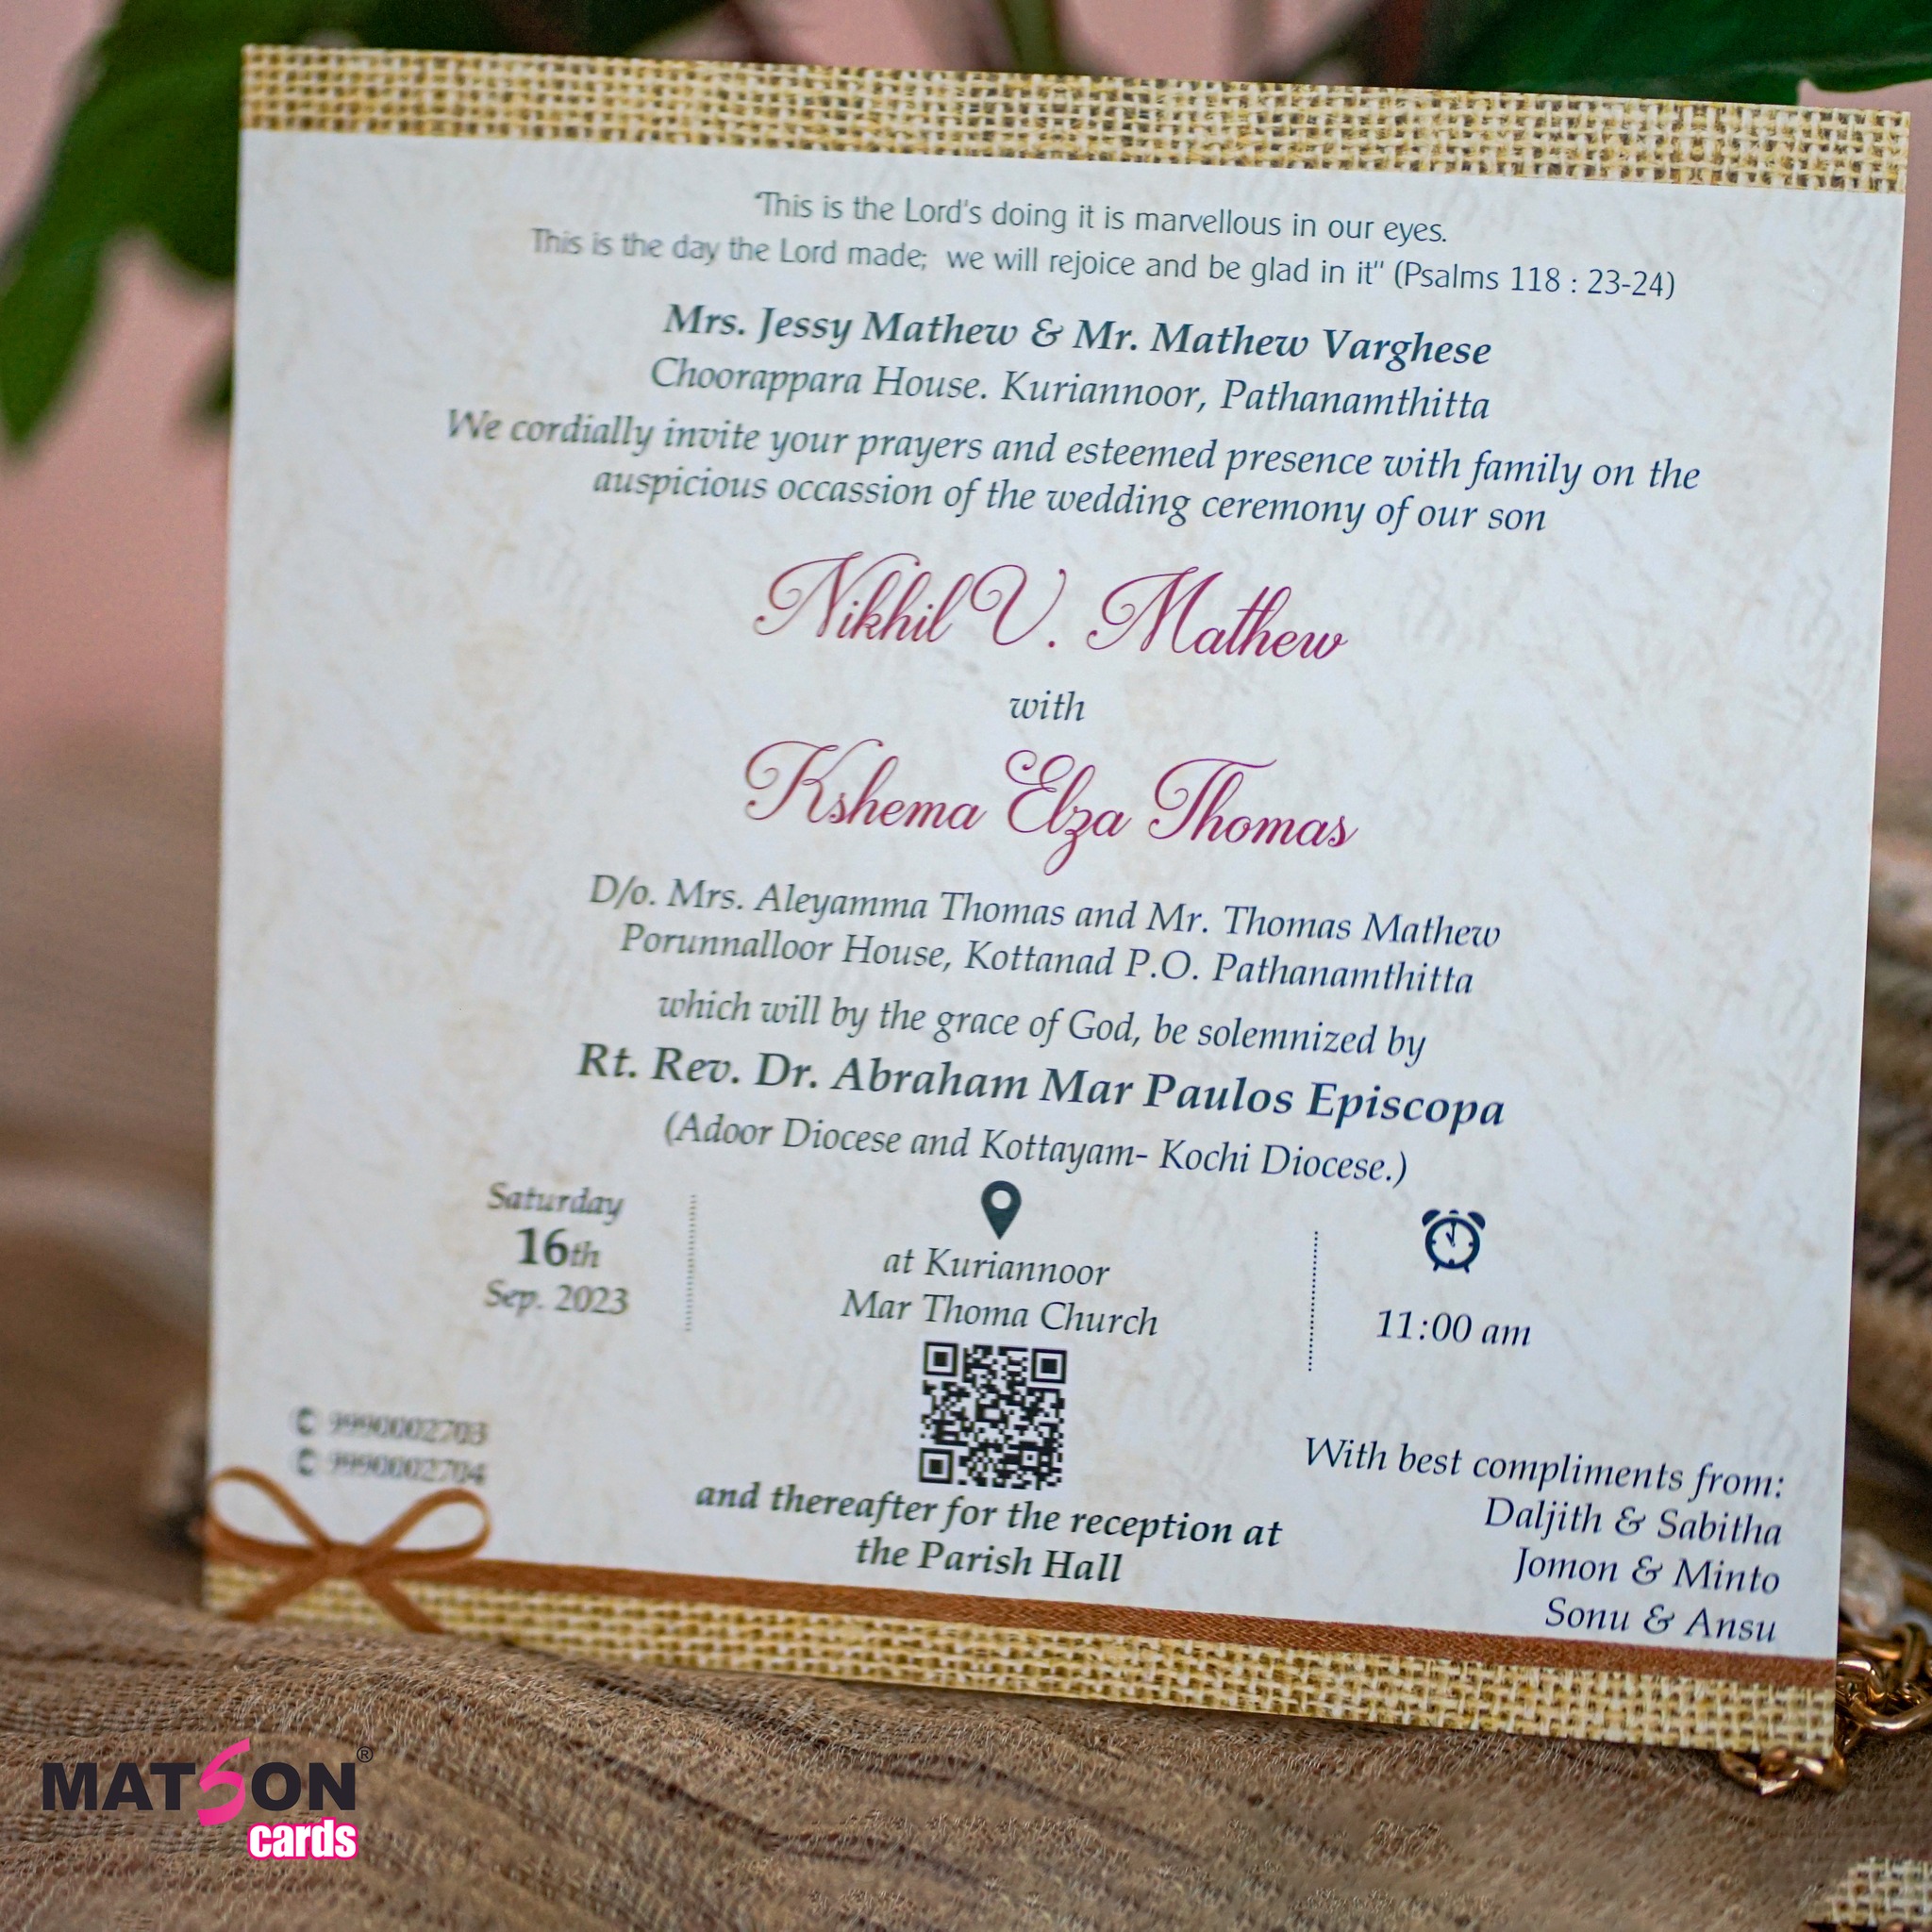 "This is the Lord's doing it is marvellous in our eyes.
This is the day the Lord made; we will rejoice and be glad in it" (Psalms 118 : 23-24)
Mrs. Jessy Mathew & Mr. Mathew Varghese
Choorappara House. Kuriannoor, Pathanamthitta
We cordially invite your prayers and esteemed presence with family on the
auspicious occassion of the wedding ceremony of our son
Nikhil V. Mathew
with
Kshema Elza Thomas
D/o. Mrs. Aleyamma Thomas and Mr. Thomas Mathew
Porunnalloor House, Kottanad P.O. Pathanamthitta
which will by the grace of God, be solemnized by
Rt. Rev. Dr. Abraham Mar Paulos Episcopa
(Adoor Diocese and Kottayam- Kochi Diocese.)
Saturday
16th
Sep. 2023
at Kuriannoor
Mar Thoma Church
11:00 am
9990002703
9990002704
and thereafter for the reception at
the Parish Hall
With best compliments from:
Daljith & Sabitha
Jomon & Minto
Sonu & Ansu
MATSON®
cards